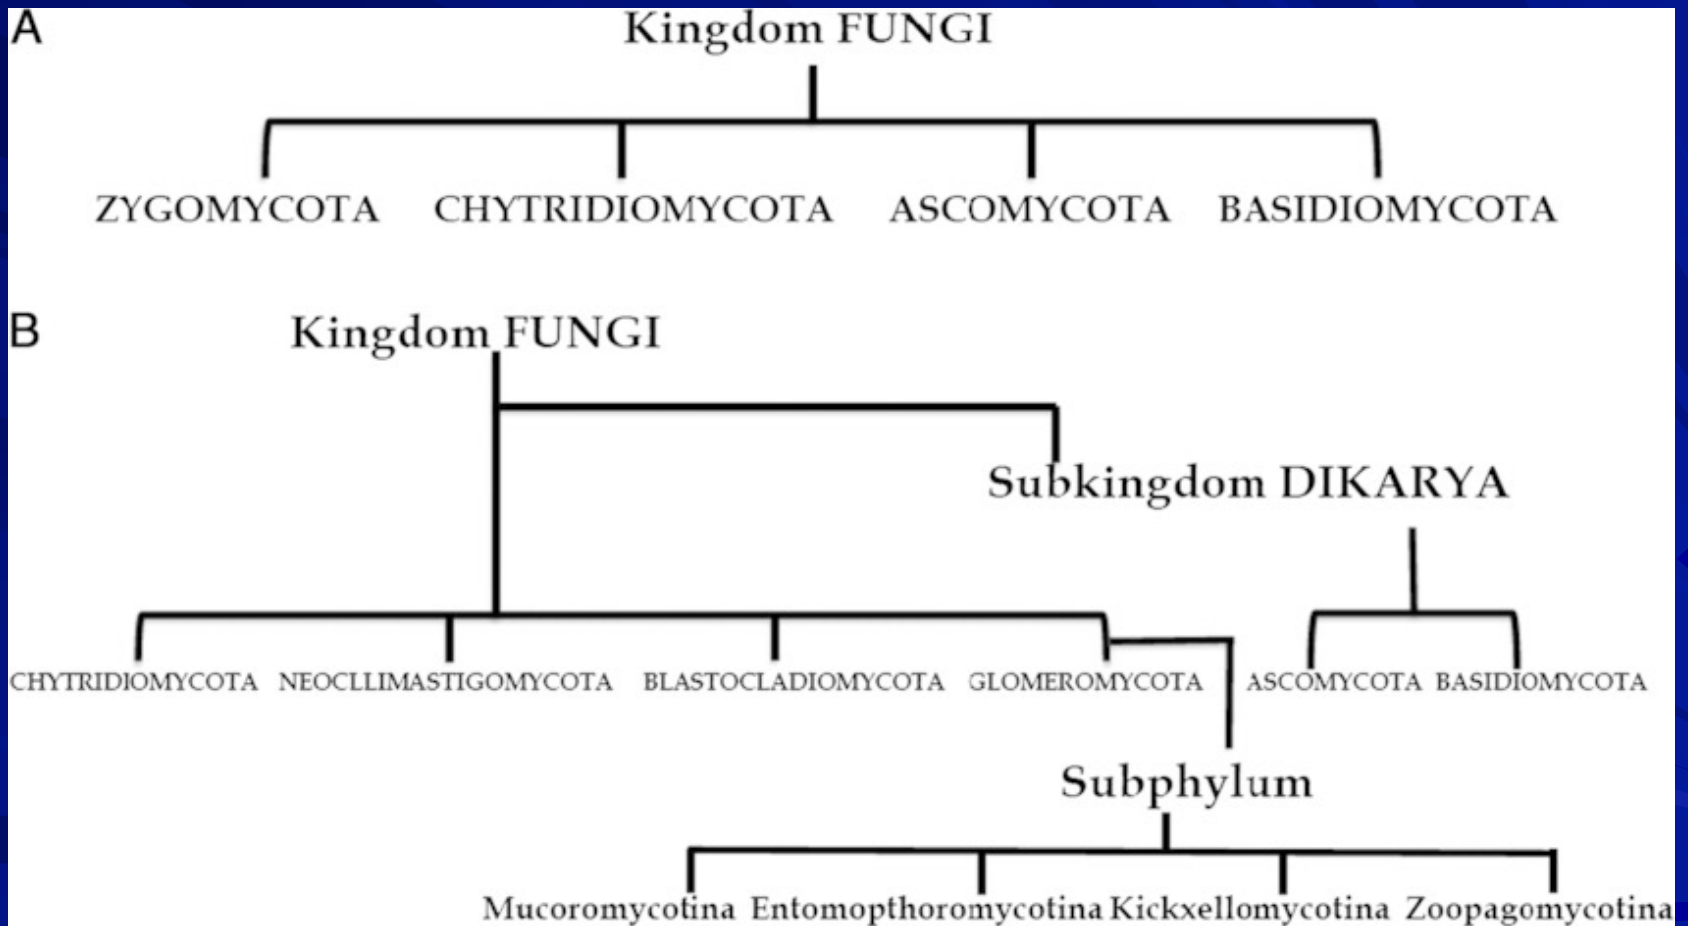 A
Kingdom FUNGI
ZYGOMYCOTA CHYTRIDIOMYCOTA ASCOMYCOTA BASIDIOMYCOTA
B
Kingdom FUNGI
Subkingdom DIKARYA
CHYTRIDIOMYCOTA NEOCLLIMASTIGOMYCOTA BLASTOCLADIOMYCOTA GLOMEROMYCOTA ASCOMYCOTA BASIDIOMYCOTA
Subphylum
Mucoromycotina Entomopthoromycotina Kickxellomycotina Zoopagomycotina